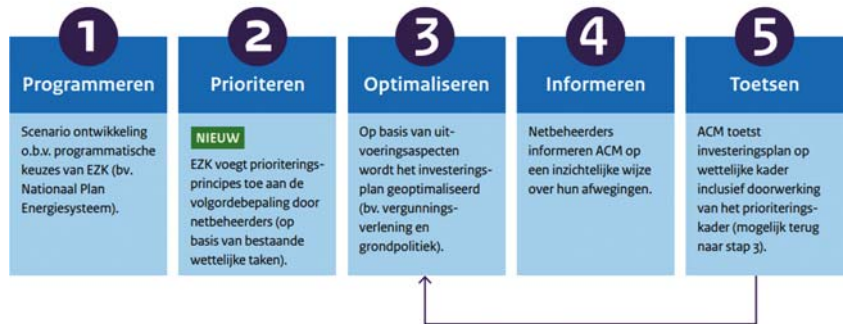 1
Programmeren
Scenario ontwikkeling
o.b.v. programmatische
keuzes van EZK (bv.
Nationaal Plan
Energiesysteem).
2
Prioriteren
NIEUW
EZK voegt prioriterings-
principes toe aan de
volgordebepaling door
netbeheerders (op
basis van bestaande
wettelijke taken).
3
Optimaliseren
Op basis van uit-
voeringsaspecten
wordt het investerings-
plan geoptimaliseerd
(bv. vergunnings-
verlening en
grondpolitiek).
4
Informeren
Netbeheerders
informeren ACM op
een inzichtelijke wijze
over hun afwegingen.
5
Toetsen
ACM toetst
investeringsplan op
wettelijke kader
inclusief doorwerking
van het prioriterings-
kader (mogelijk terug
naar stap 3).